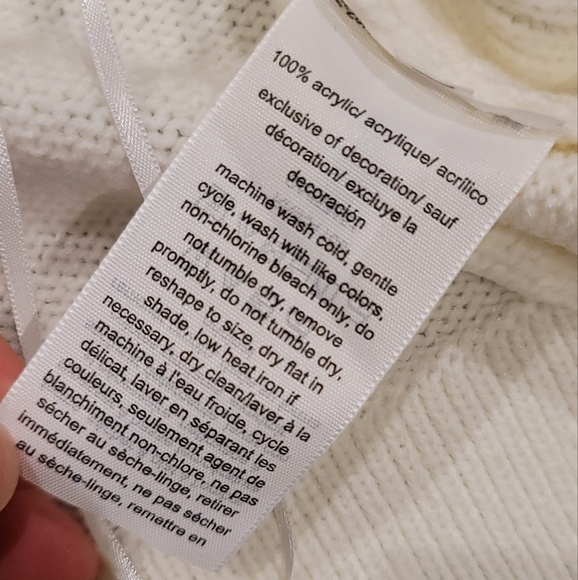 100% acrylic/ acrylique/ acrílico
exclusive of decoration/ sauf
décoration/ excluye la
decoración
machine wash cold, gentle
cycle, wash with like colors,
non-chlorine bleach only, do
not tumble dry, remove
promptly, do not tumble dry,
reshape to size, dry flat in
shade, low heat iron if
necessary, dry clean/laver à la
machine à l'eau froide, cycle
délicat, laver en séparant les
couleurs, seulement agent de
blanchiment non-chlore, ne pas
sécher au sèche-linge, retirer
immédiatement, ne pas sécher
au sèche-linge, remettre en